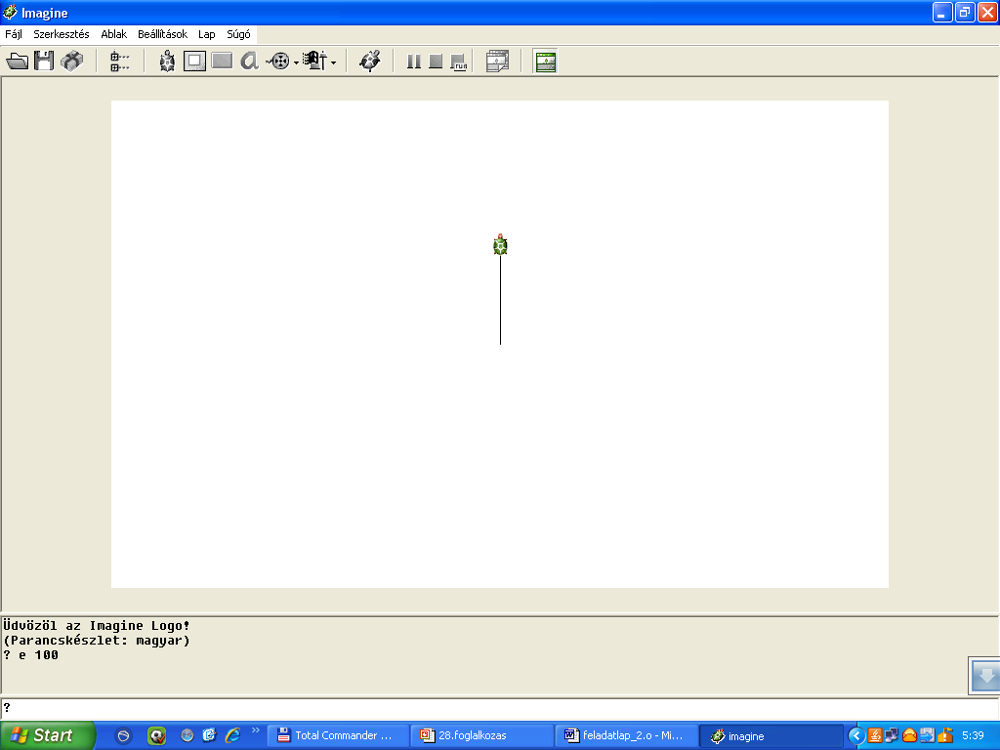 Imagine
Fájl Szerkesztés Ablak Beállítások Lap Súgó
run
Üdvözöl az Imagine Logo!
(Parancskészlet: magyar)
? e 100
?
Start Total Commander ... 28.foglalkozas feladatlap_2.o - Mi... imagine 5:39